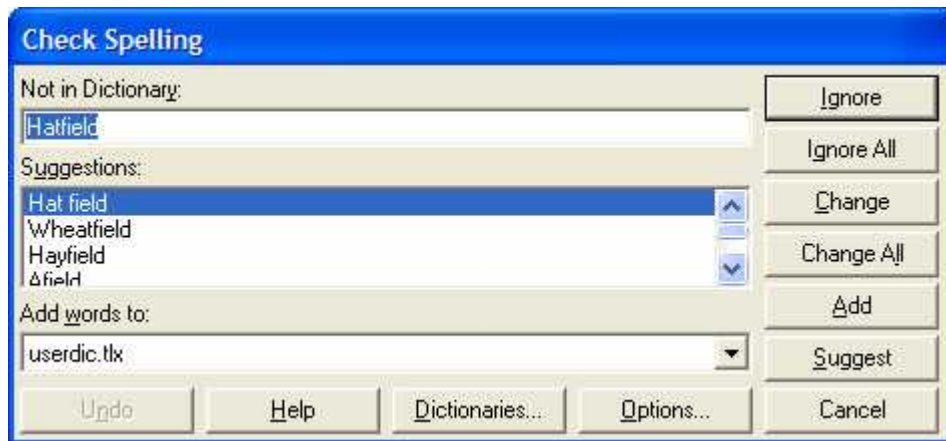 Check Spelling
Not in Dictionary:
Hatfield
Suggestions:
Hat field
Wheatfield
Hayfield
Afield
Add words to:
userdic.tlx
Ignore
Ignore All
Change
Change All
Add
Suggest
Undo
Help
Dictionaries...
Options...
Cancel